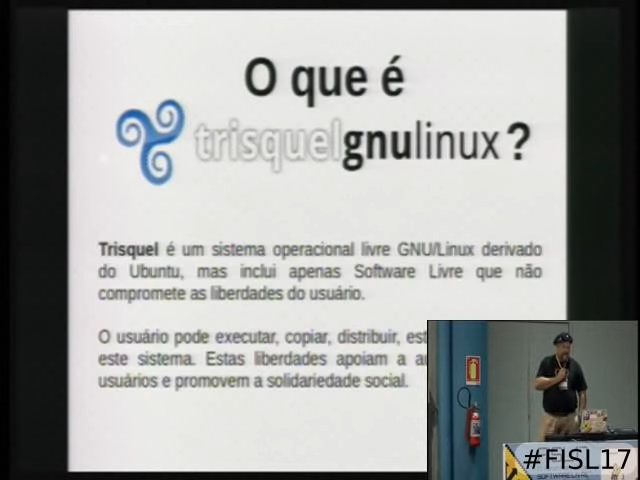 O que é
trisquelgnulinux?
Trisquel é um sistema operacional livre GNU/Linux derivado
do Ubuntu, mas inclui apenas Software Livre que não
compromete as liberdades do usuário.
O usuário pode executar, copiar, distribuir, est
este sistema. Estas liberdades apoiam a a
usuários e promovem a solidariedade social.
#FISL17
SOFTWARE LIVRE